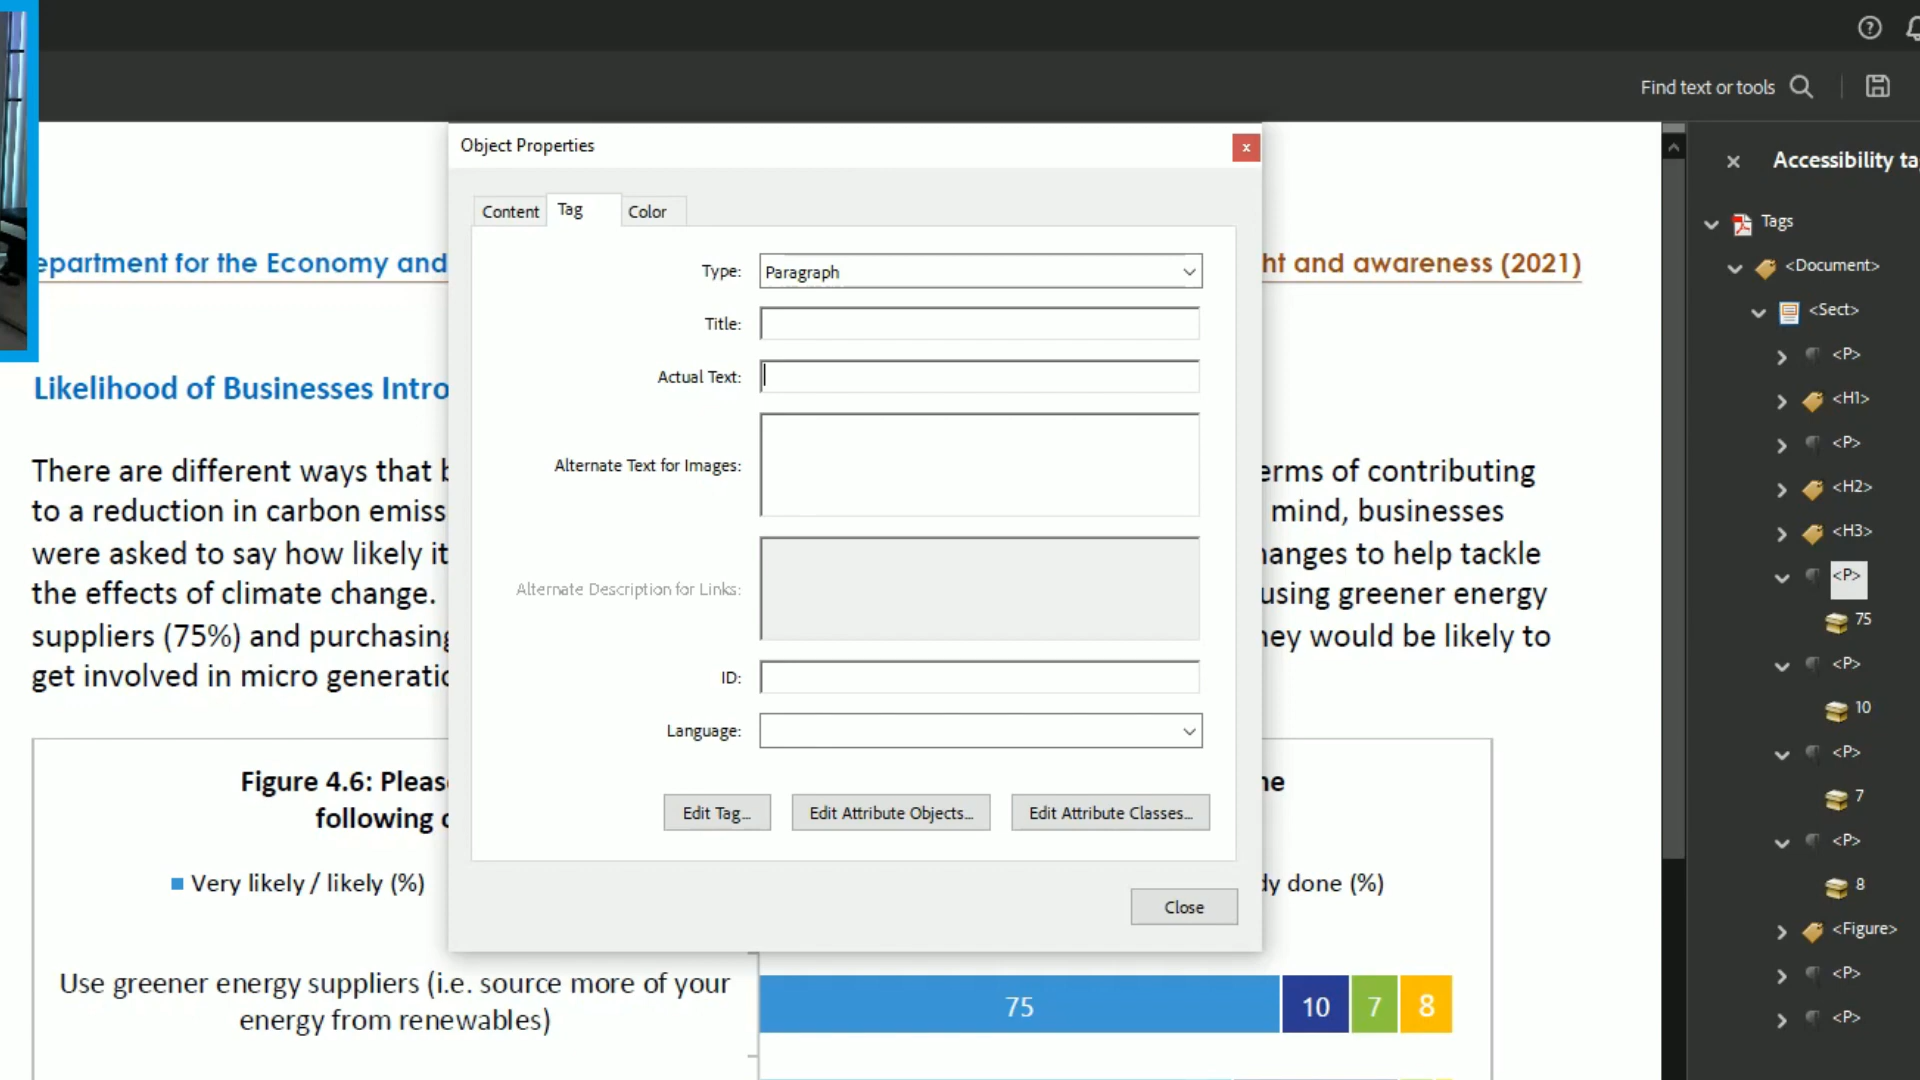 Find text or tools
Object Properties
x
Content
Tag
Color
Type:
Paragraph
Title:
Actual Text:
Alternate Text for Images:
Alternate Description for Links:
ID:
Language:
Edit Tag...
Edit Attribute Objects...
Edit Attribute Classes...
Close
epartment for the Economy and
ht and awareness (2021)
Likelihood of Businesses Intro
There are different ways that b
erms of contributing
to a reduction in carbon emiss
mind, businesses
were asked to say how likely it
hanges to help tackle
the effects of climate change.
using greener energy
suppliers (75%) and purchasing
hey would be likely to
get involved in micro generatio
Figure 4.6: Pleas
he
following c
Very likely / likely (%)
dy done (%)
Use greener energy suppliers (i.e. source more of your
energy from renewables)
75
10
7
8
Accessibility ta
Tags
<Document>
<Sect>
<P>
<H1>
<P>
<H2>
<H3>
<P>
75
<P>
10
<P>
7
<P>
8
<Figure>
<P>
<P>